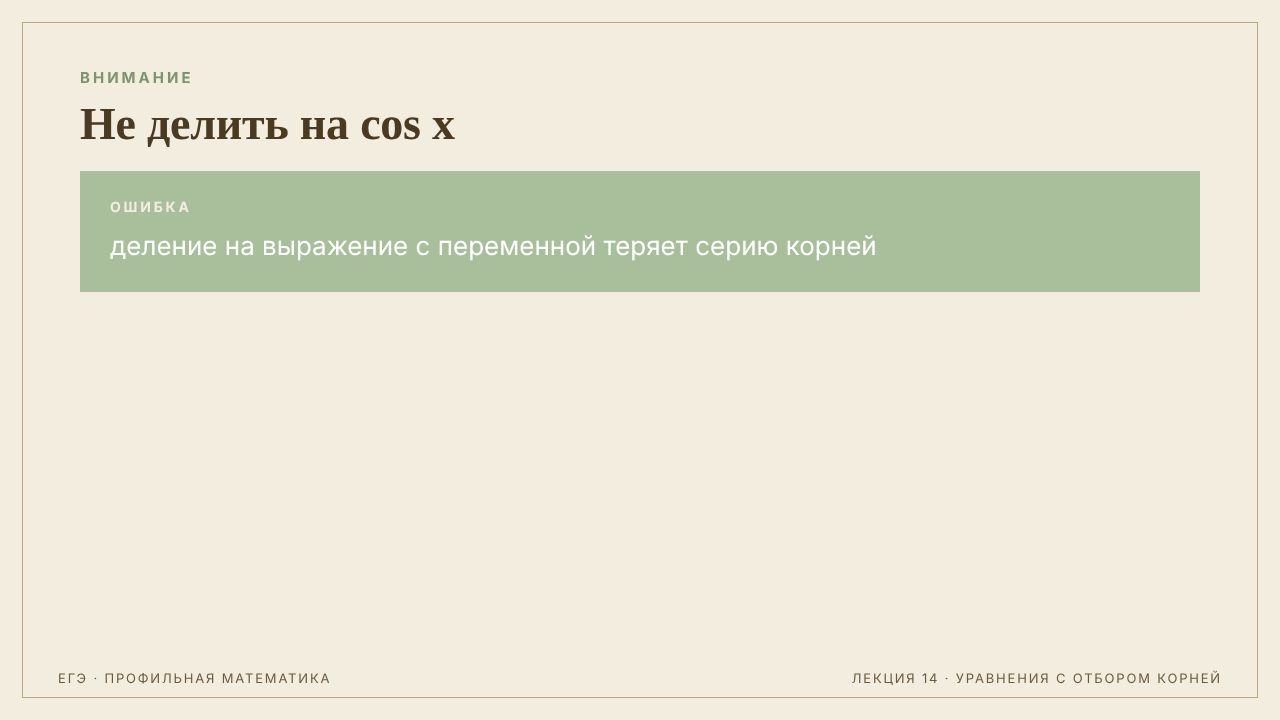 ВНИМАНИЕ
Не делить на cos x
ОШИБКА
деление на выражение с переменной теряет серию корней
ЕГЭ · ПРОФИЛЬНАЯ МАТЕМАТИКА
ЛЕКЦИЯ 14 · УРАВНЕНИЯ С ОТБОРОМ КОРНЕЙ